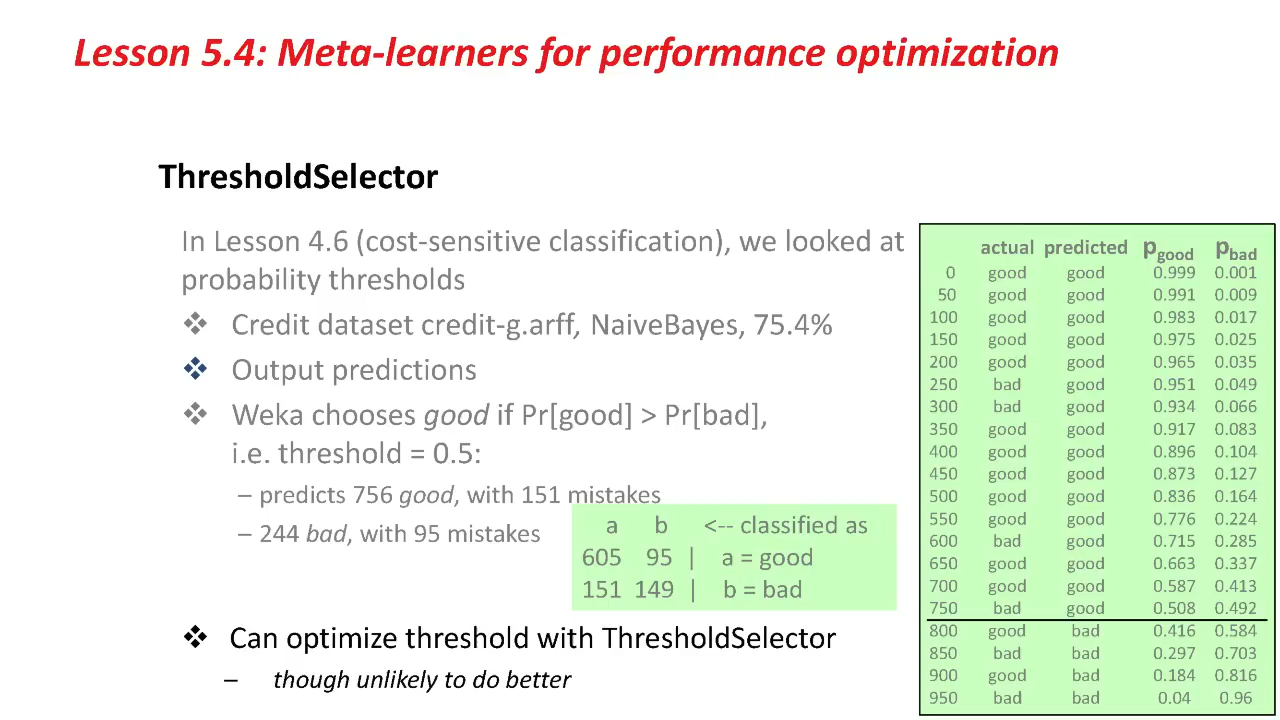 Lesson 5.4: Meta-learners for performance optimization
ThresholdSelector
In Lesson 4.6 (cost-sensitive classification), we looked at
probability thresholds
❖ Credit dataset credit-g.arff, NaiveBayes, 75.4%
❖ Output predictions
❖ Weka chooses good if Pr[good] > Pr[bad],
i.e. threshold = 0.5:
– predicts 756 good, with 151 mistakes
– 244 bad, with 95 mistakes
a b <-- classified as
605 95 | a = good
151 149 | b = bad
❖ Can optimize threshold with ThresholdSelector
– though unlikely to do better
actual predicted pgood pbad
0 good good 0.999 0.001
50 good good 0.991 0.009
100 good good 0.983 0.017
150 good good 0.975 0.025
200 good good 0.965 0.035
250 bad good 0.951 0.049
300 bad good 0.934 0.066
350 good good 0.917 0.083
400 good good 0.896 0.104
450 good good 0.873 0.127
500 good good 0.836 0.164
550 good good 0.776 0.224
600 bad good 0.715 0.285
650 good good 0.663 0.337
700 good good 0.587 0.413
750 bad good 0.508 0.492
800 good bad 0.416 0.584
850 bad bad 0.297 0.703
900 good bad 0.184 0.816
950 bad bad 0.04 0.96